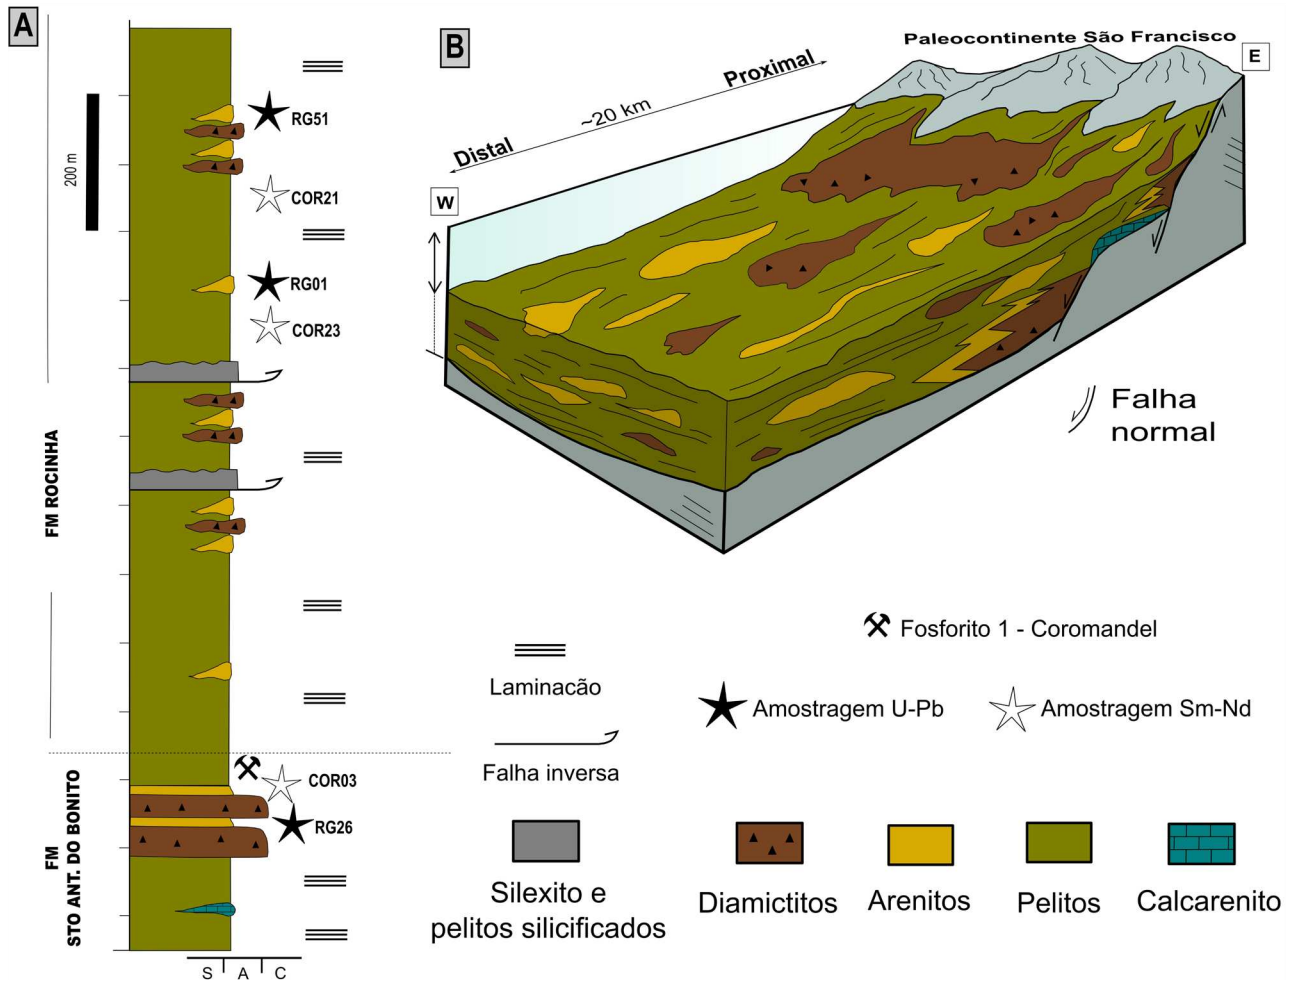 A
200 m
RG51
COR21
RG01
COR23
FM ROCINHA
COR03
RG26
FM
STO ANT. DO BONITO
S A C
B
Paleocontinente São Francisco
E
Proximal
~20 km
Distal
W
Falha
normal
Fosforito 1 - Coromandel
Laminacão
Amostragem U-Pb
Amostragem Sm-Nd
Falha inversa
Silexito e
pelitos silicificados
Diamictitos
Arenitos
Pelitos
Calcarenito